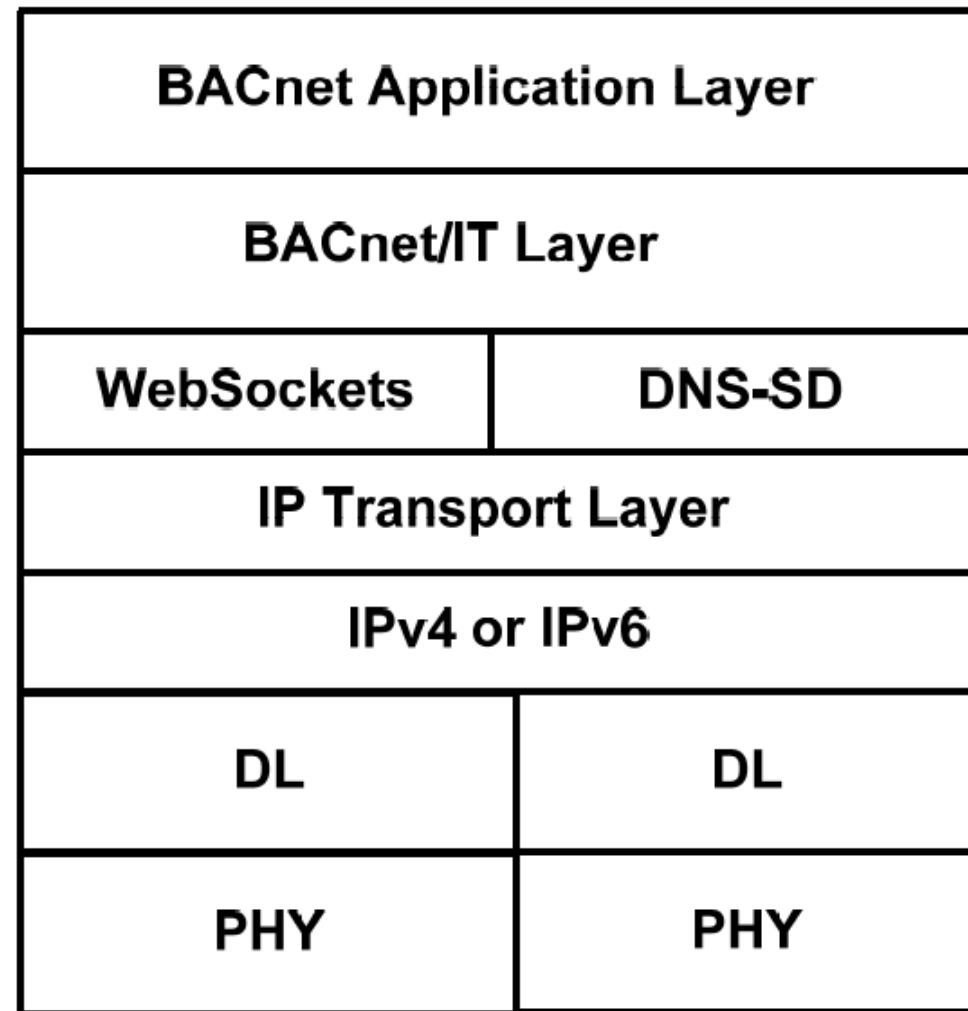 BACnet Application Layer
BACnet/IT Layer
WebSockets
DNS-SD
IP Transport Layer
IPv4 or IPv6
DL
DL
PHY
PHY